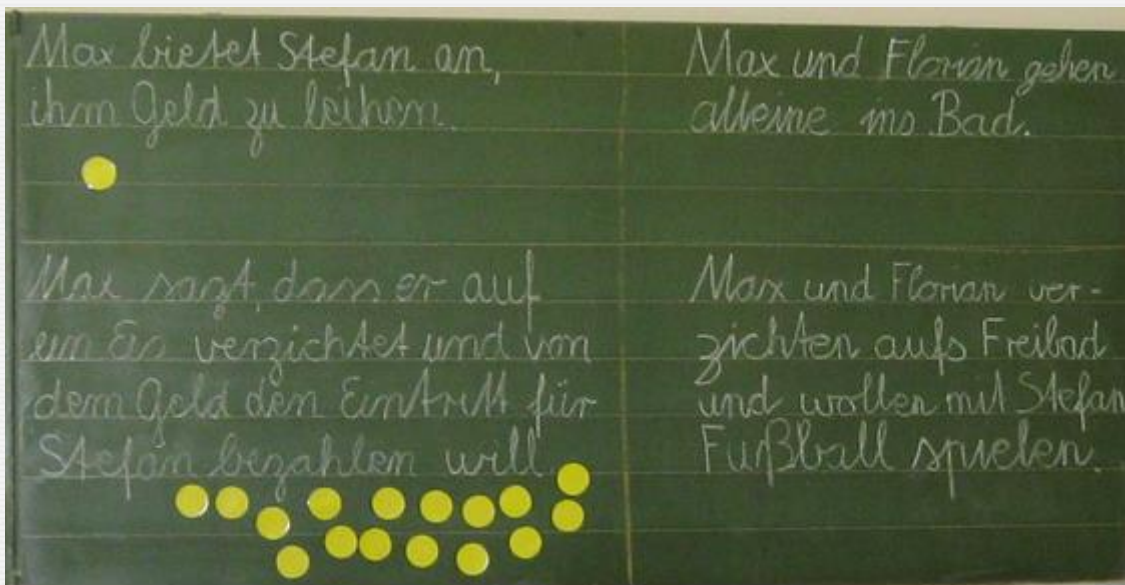 Max bietet Stefan an,
ihm Geld zu leihen.
Max und Florian gehen
alleine ins Bad.
Max sagt, dass er auf
ein Eis verzichtet und von
dem Geld den Eintritt für
Stefan bezahlen will.
Max und Florian ver-
zichten aufs Freibad
und wollen mit Stefan
Fußball spielen.